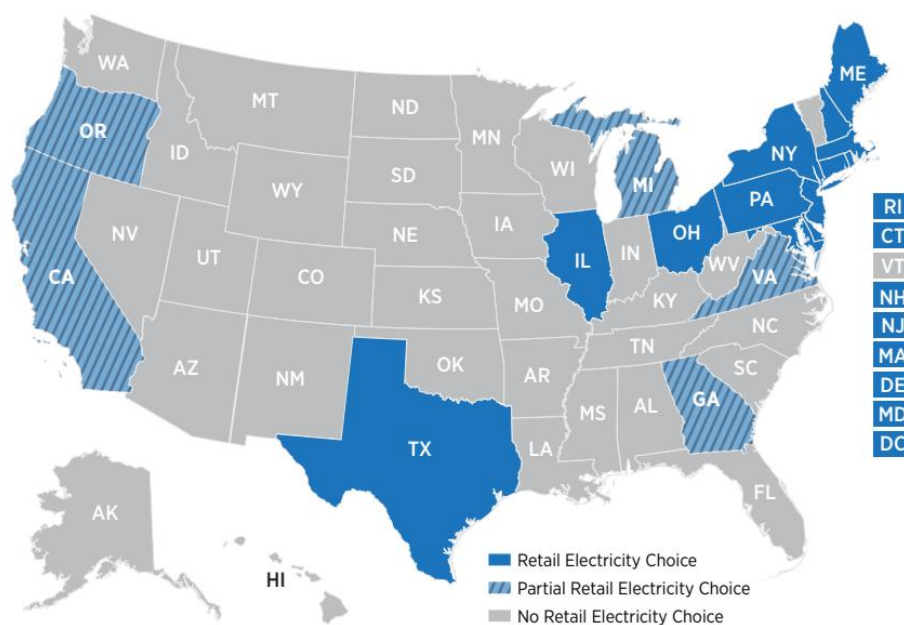 WA
MT
ND
MN
ME
OR
ID
SD
WI
MI
NY
WY
IA
PA
NE
NV
UT
CO
IL
IN
OH
WV
VA
CA
KS
MO
KY
NC
AZ
NM
OK
AR
TN
SC
MS
AL
GA
TX
LA
FL
AK
HI
RI
CT
VT
NH
NJ
MA
DE
MD
DC
Retail Electricity Choice
Partial Retail Electricity Choice
No Retail Electricity Choice